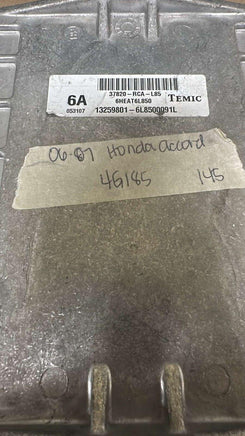 37820-RCA-L85
6HEAT6L850
6A
TEMIC
053107
13259801-6L8500091L
06-07 Honda accord
4G185
145